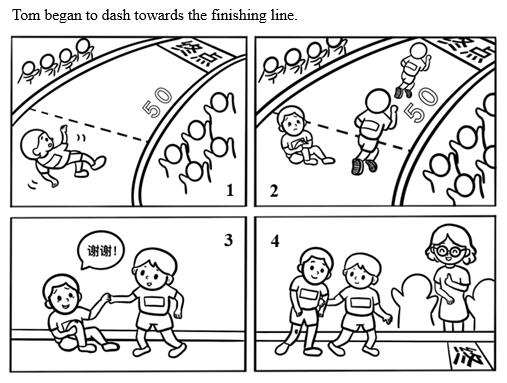 Tom began to dash towards the finishing line.
终点
50
1
终点
50
2
谢谢!
3
4
终